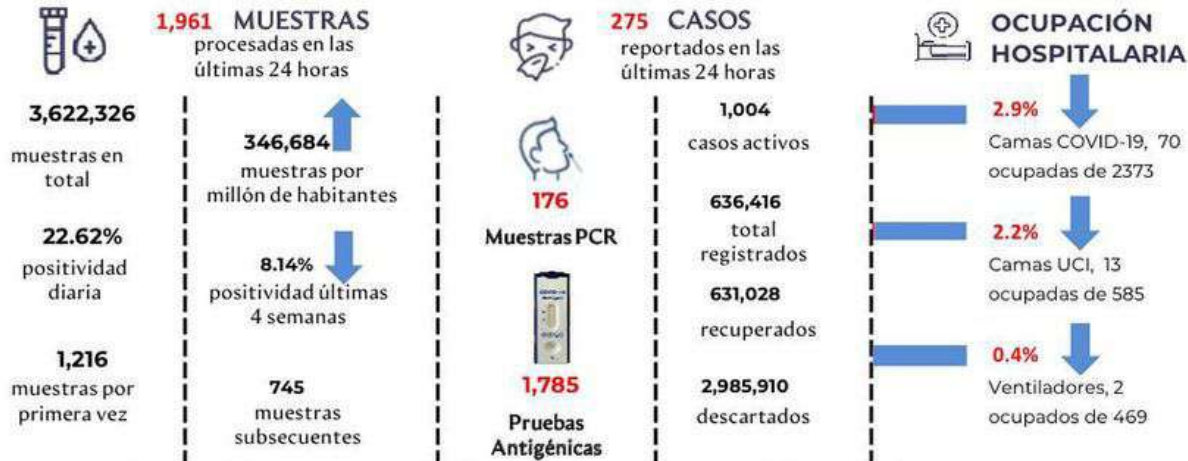 1,961 MUESTRAS
procesadas en las
últimas 24 horas
3,622,326
muestras en
total
22.62%
positividad
diaria
1,216
muestras por
primera vez
346,684
muestras por
millón de habitantes
8.14%
positividad últimas
4 semanas
745
muestras
subsecuentes
275 CASOS
reportados en las
últimas 24 horas
176
Muestras PCR
1,785
Pruebas
Antigénicas
1,004
casos activos
636,416
total
registrados
631,028
recuperados
2,985,910
descartados
OCUPACIÓN
HOSPITALARIA
2.9%
Camas COVID-19, 70
ocupadas de 2373
2.2%
Camas UCI, 13
ocupadas de 585
0.4%
Ventiladores, 2
ocupados de 469